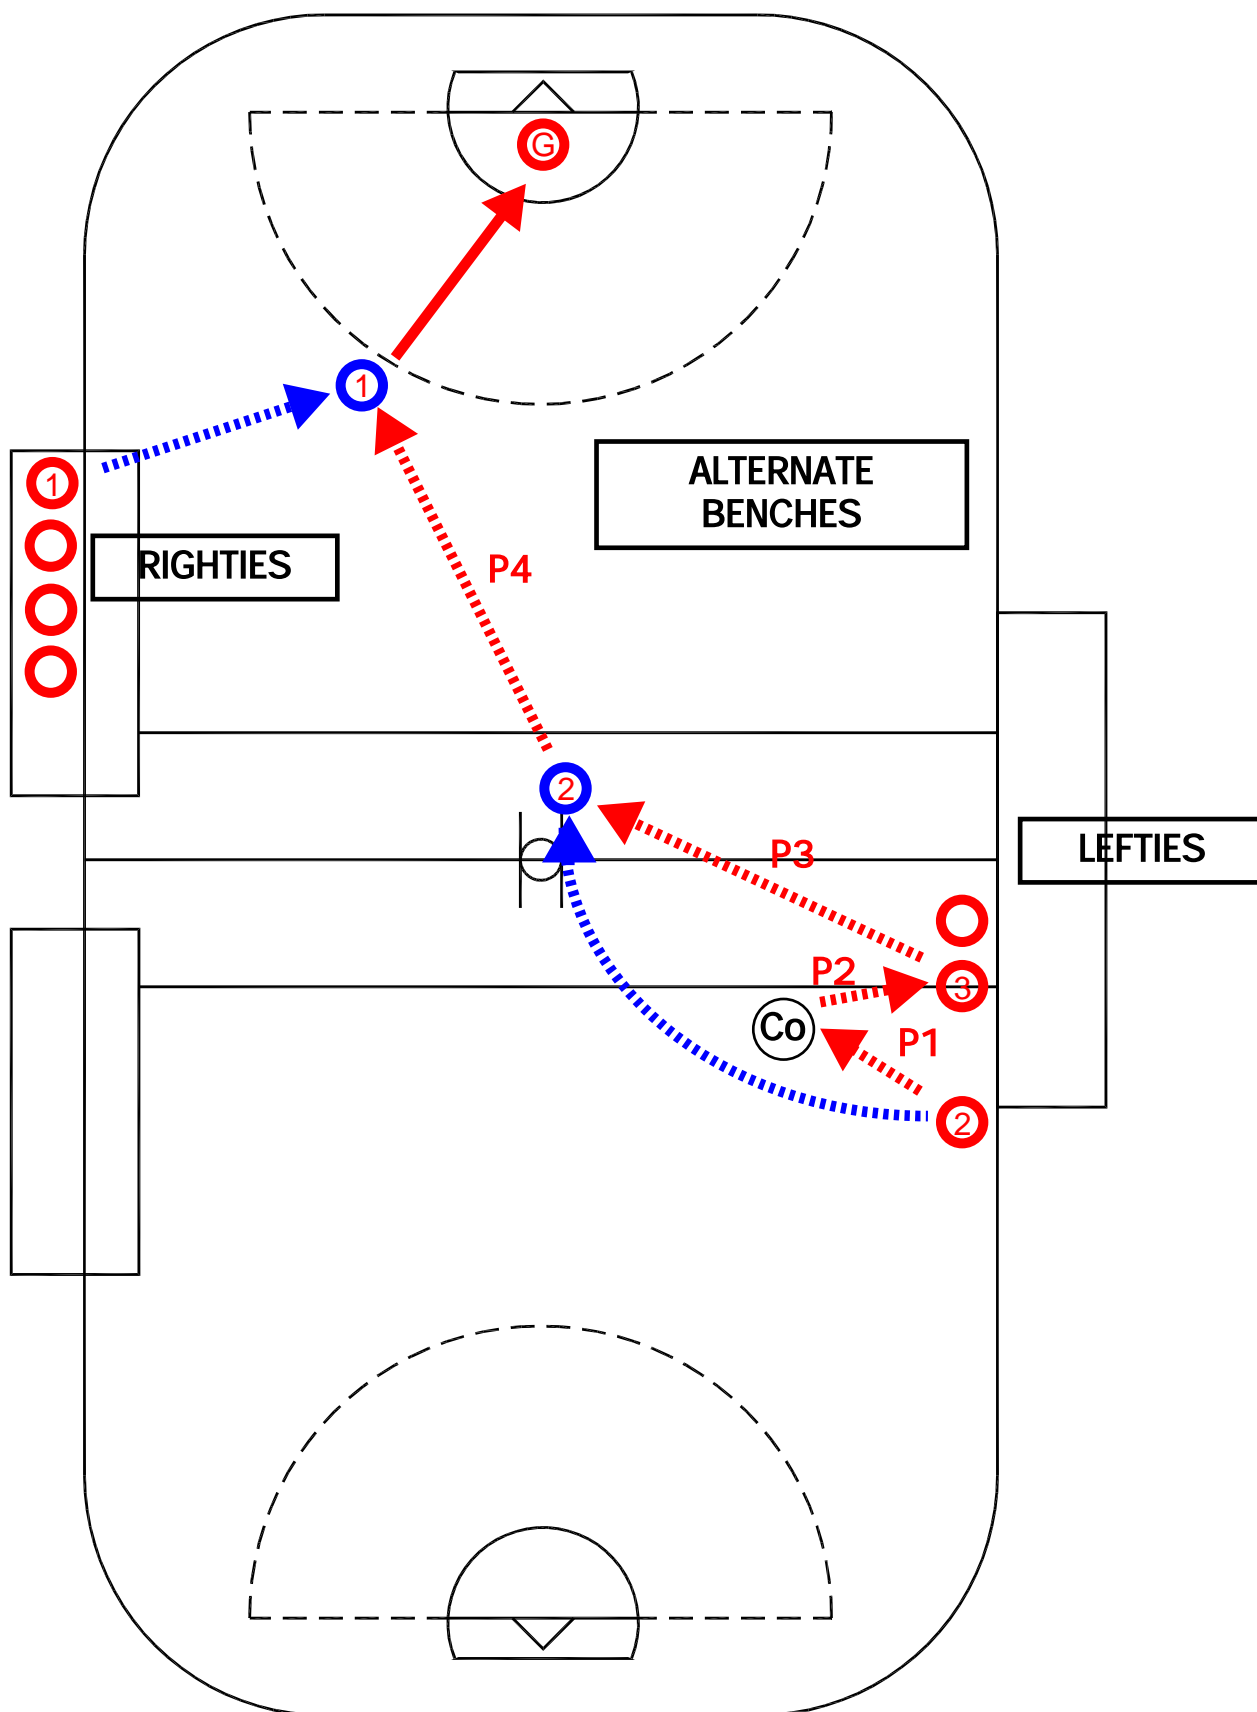 G
1
1
ALTERNATE
BENCHES
RIGHTIES
P4
2
P3
LEFTIES
P2
3
Co
P1
2